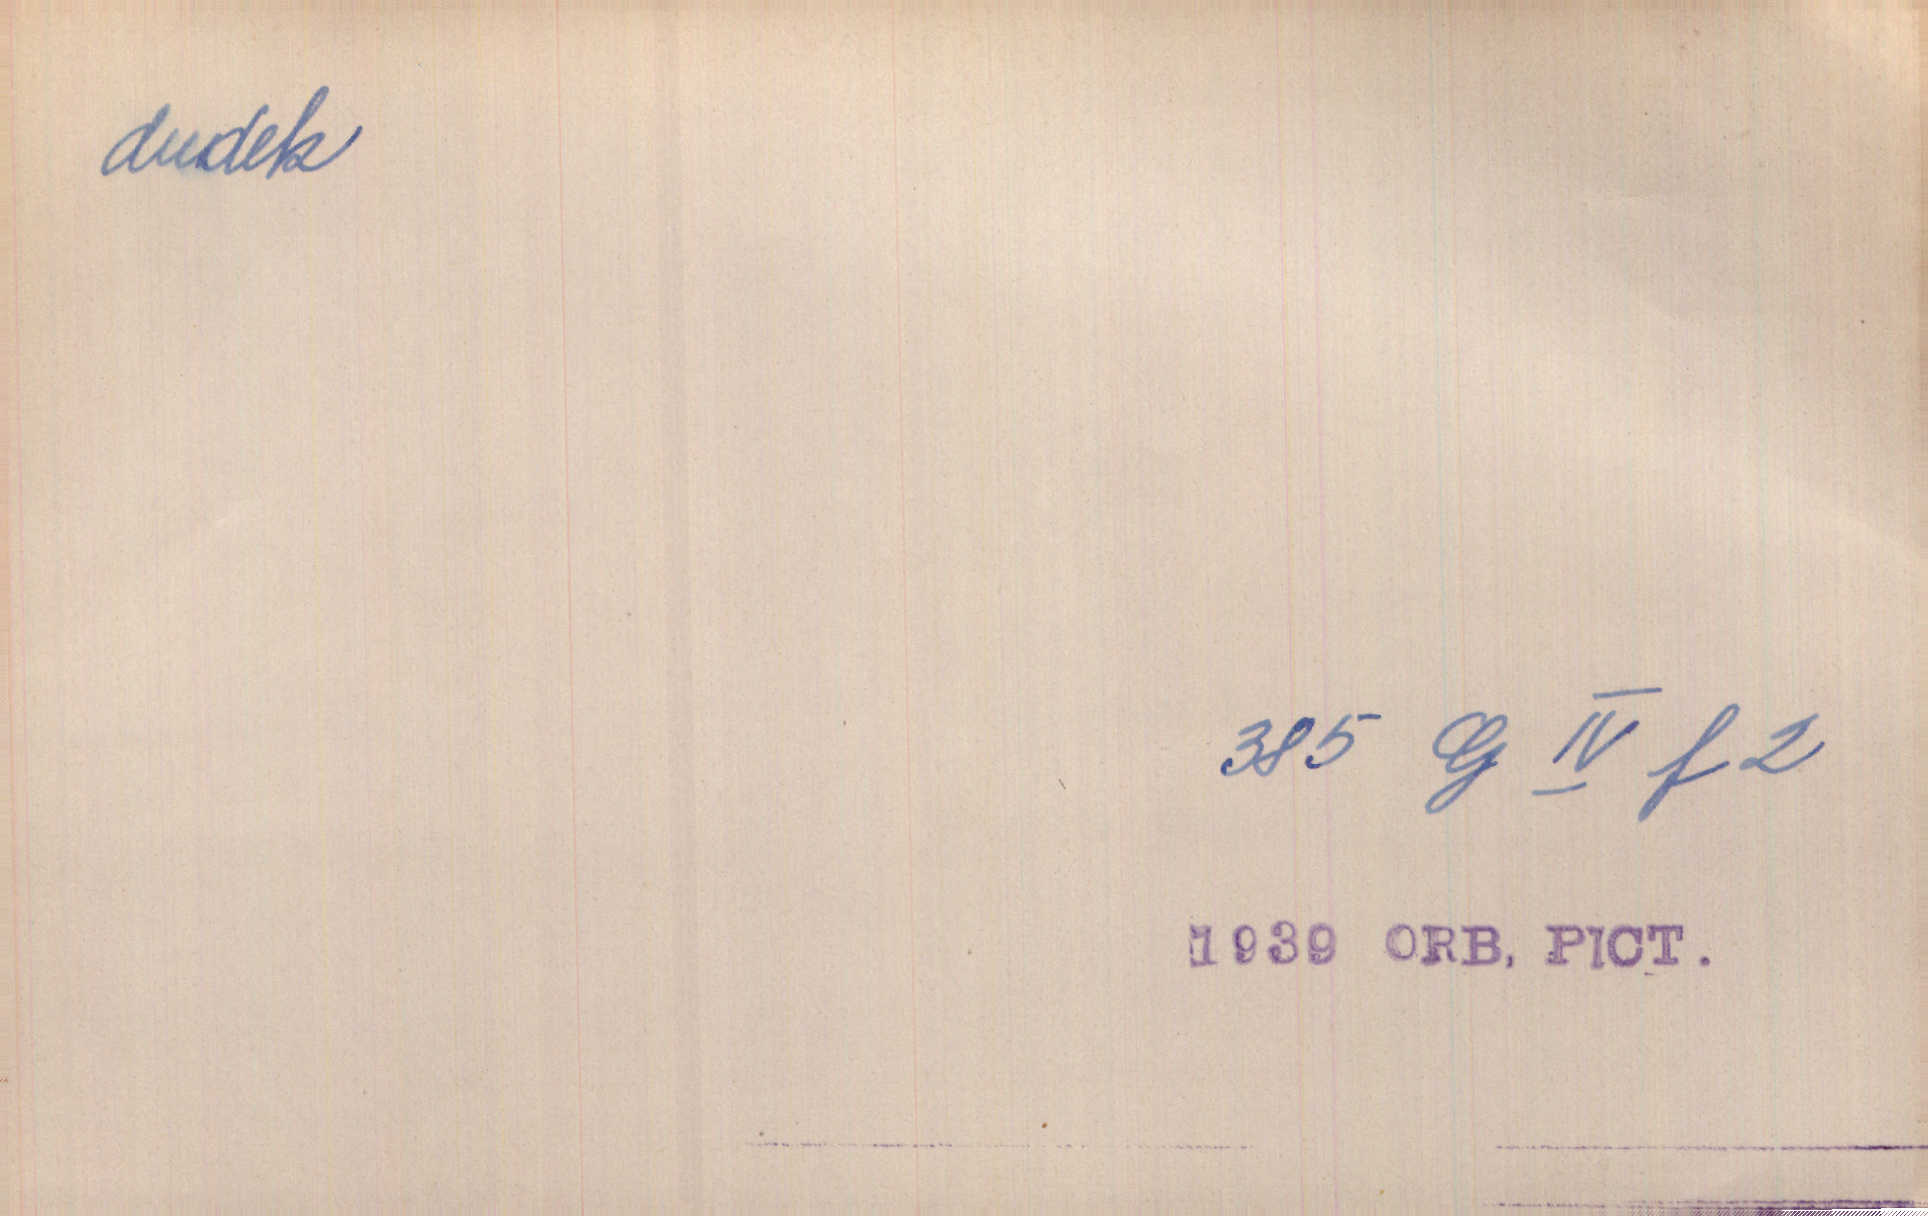 dudek
385 G IV f 2
1939 ORB. PICT.